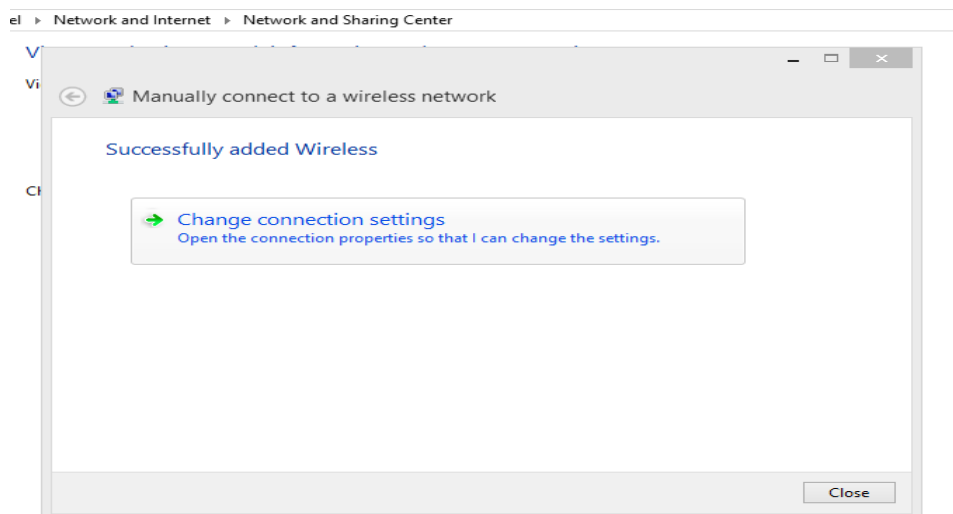 el ▸ Network and Internet ▸ Network and Sharing Center
Vi
Manually connect to a wireless network
Successfully added Wireless
Change connection settings
Open the connection properties so that I can change the settings.
Close